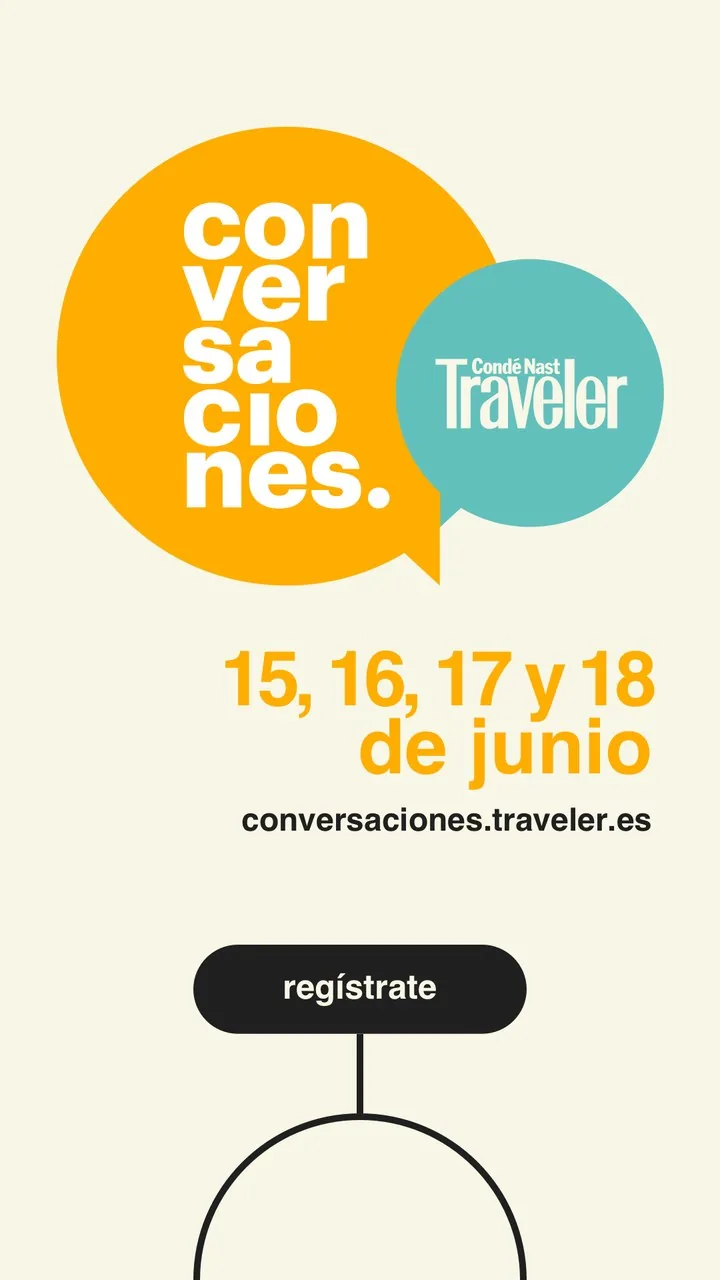 con
ver
sa
cio
nes.
Condé Nast
Traveler
15, 16, 17 y 18
de junio
conversaciones.traveler.es
regístrate